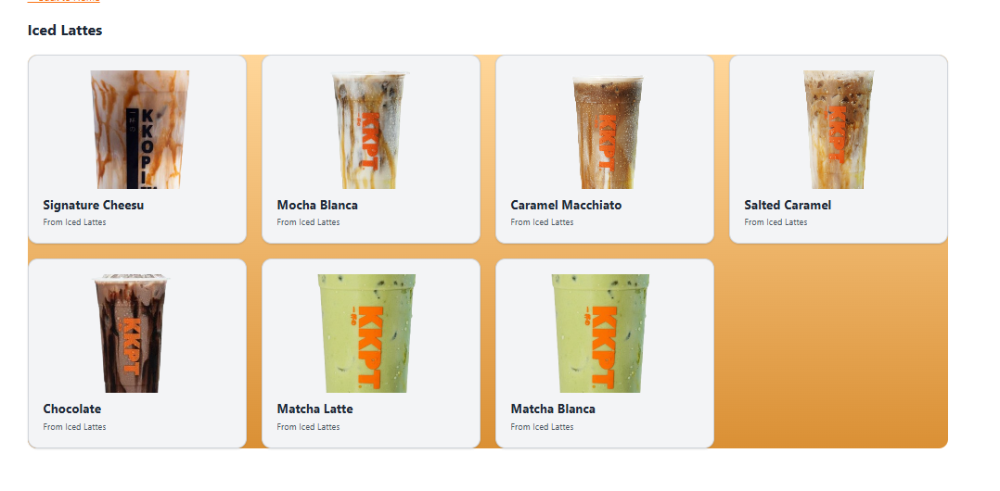 Iced Lattes
KKOPI
KKPT
KKPT
KKPT
Signature Cheesu
Mocha Blanca
Caramel Macchiato
Salted Caramel
From Iced Lattes
From Iced Lattes
From Iced Lattes
From Iced Lattes
KKPT
KKPT
KKPT
Chocolate
Matcha Latte
Matcha Blanca
From Iced Lattes
From Iced Lattes
From Iced Lattes